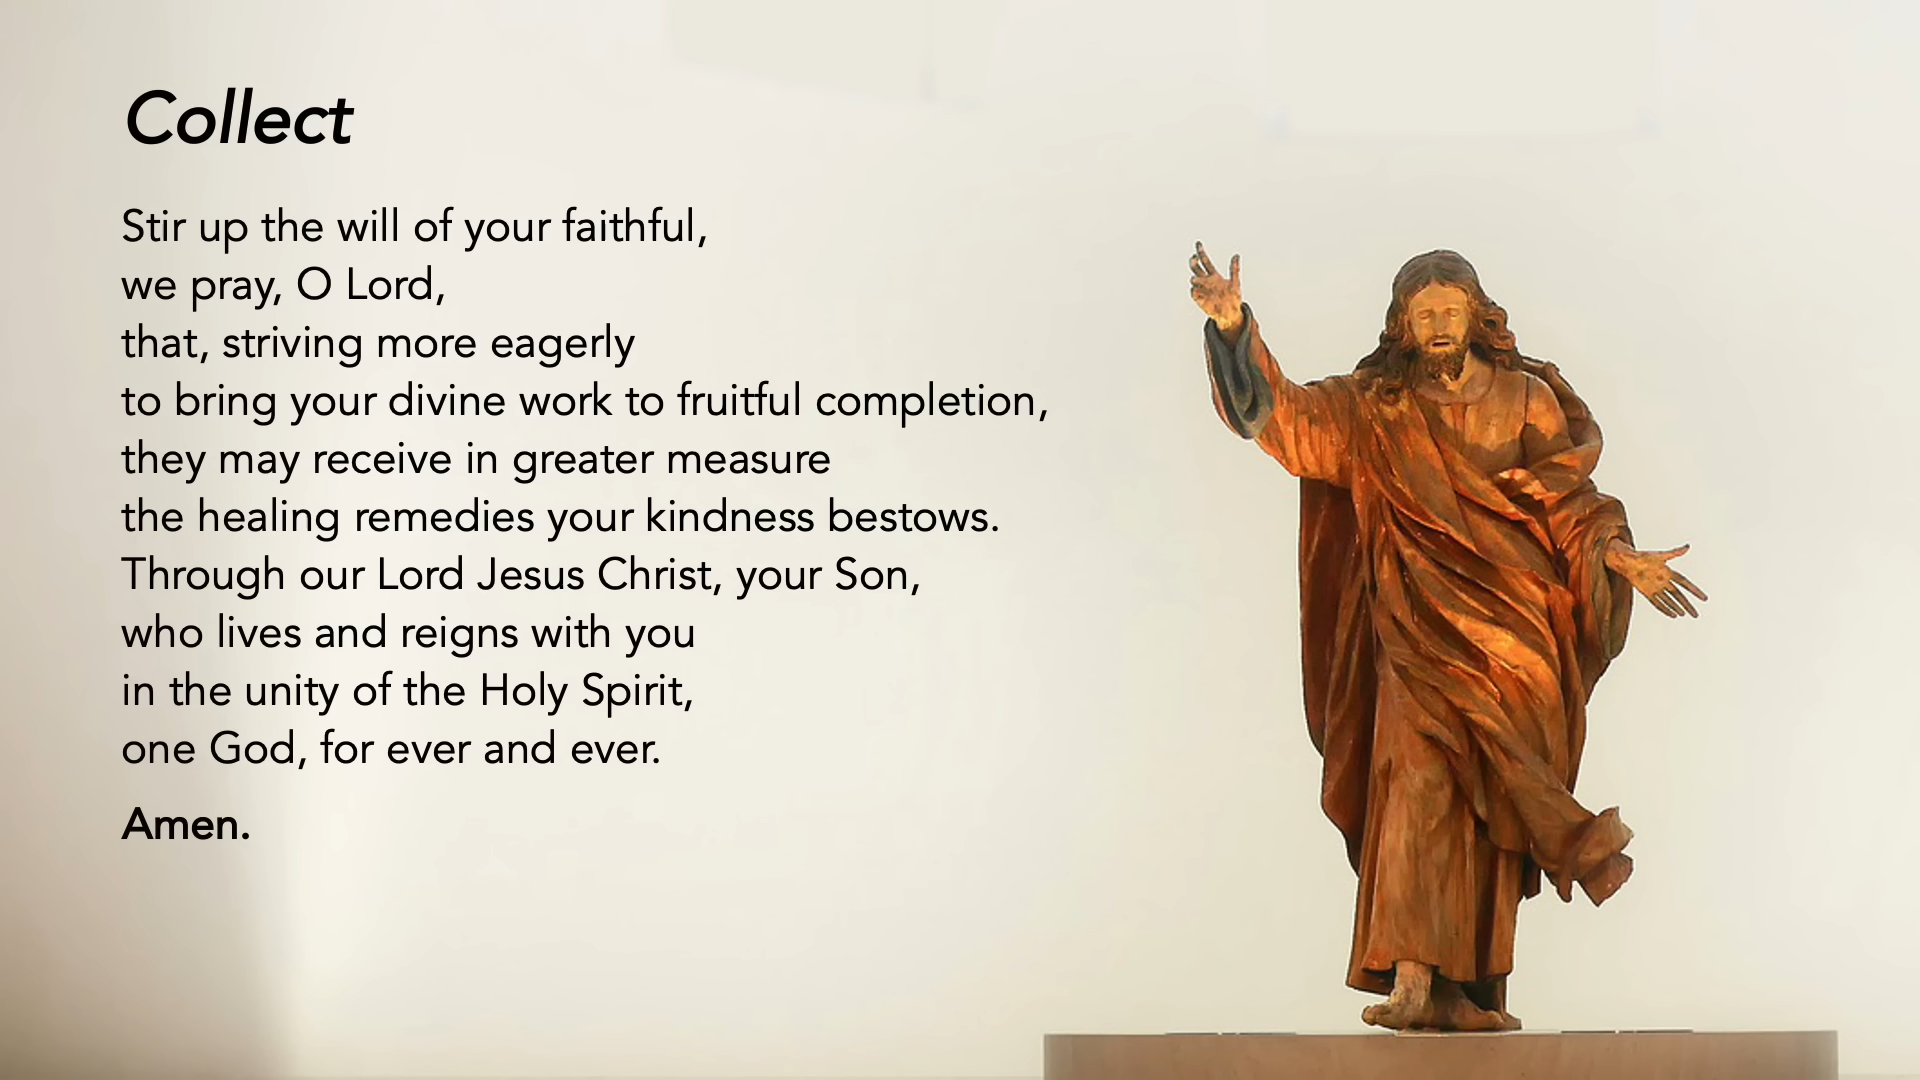 Collect
Stir up the will of your faithful,
we pray, O Lord,
that, striving more eagerly
to bring your divine work to fruitful completion,
they may receive in greater measure
the healing remedies your kindness bestows.
Through our Lord Jesus Christ, your Son,
who lives and reigns with you
in the unity of the Holy Spirit,
one God, for ever and ever.
Amen.